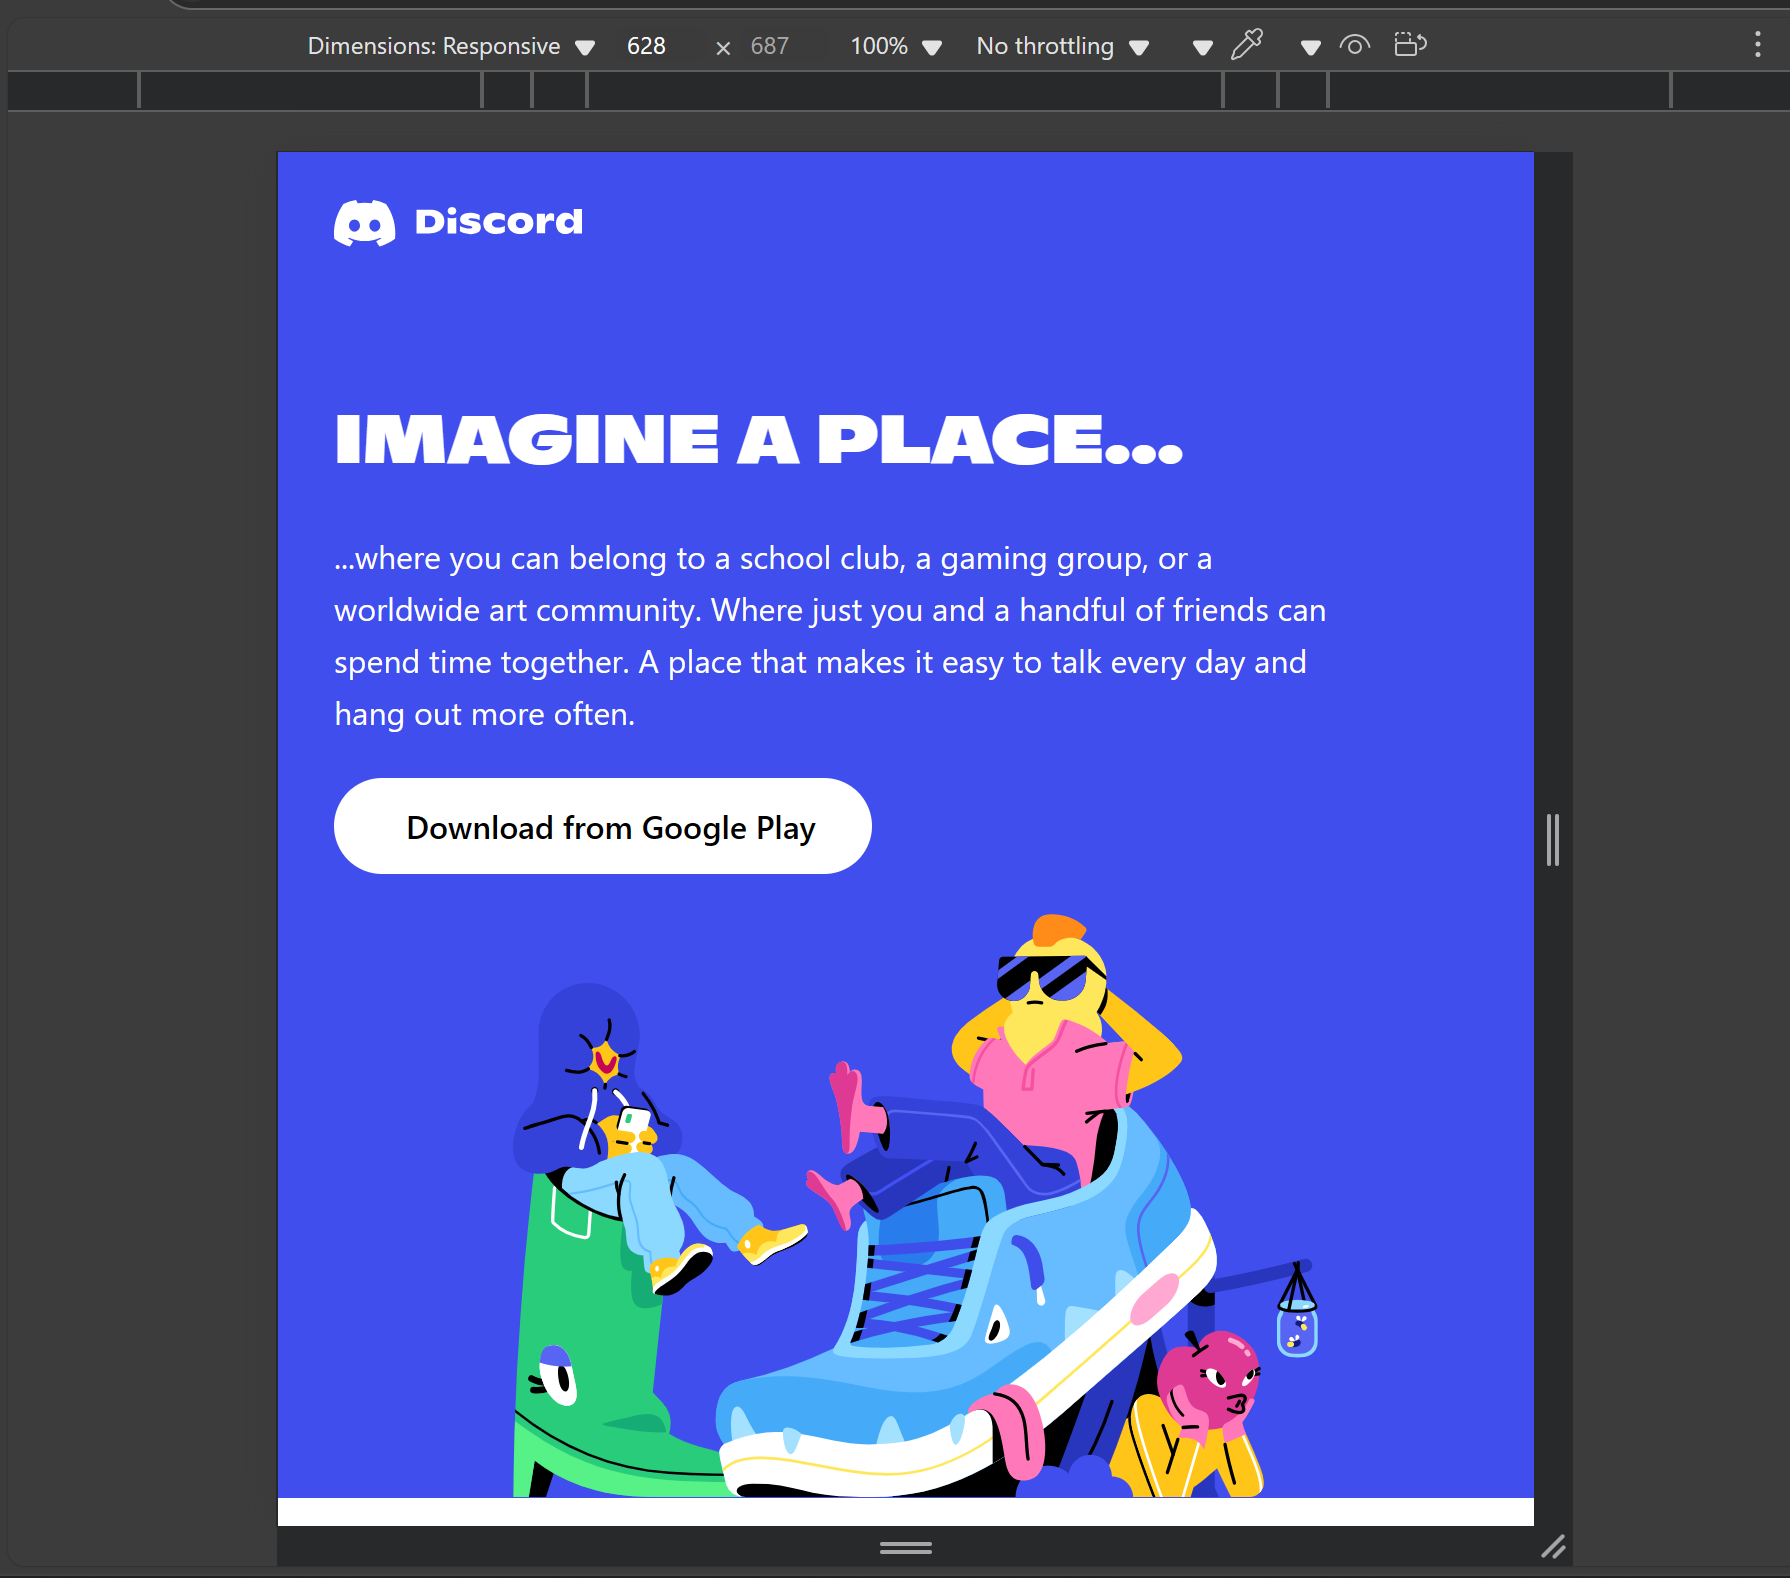 Dimensions: Responsive 628 × 687 100% No throttling
Discord
IMAGINE A PLACE...
...where you can belong to a school club, a gaming group, or a
worldwide art community. Where just you and a handful of friends can
spend time together. A place that makes it easy to talk every day and
hang out more often.
Download from Google Play